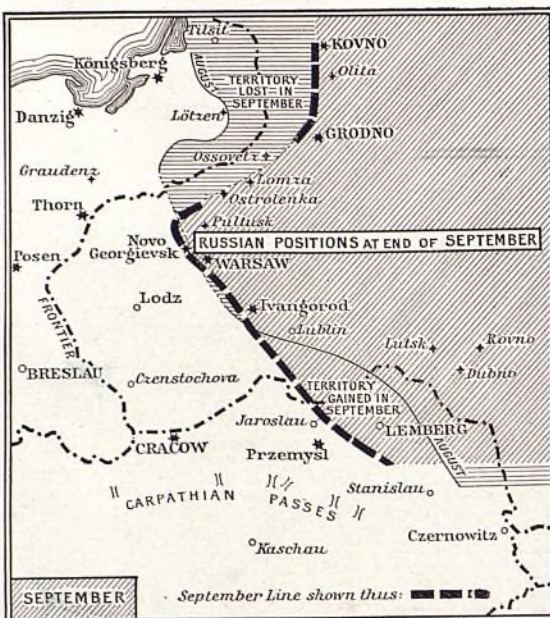 Tilsit
KOVNO
Königsberg
AUGUST
Olita
TERRITORY
LOST IN
SEPTEMBER
Danzig
Lötzen
GRODNO
Ossovetz
Graudenz
Lomza
Ostrolenka
Thorn
Pultusk
RUSSIAN POSITIONS AT END OF SEPTEMBER
Novo
Georgievsk
WARSAW
Posen
FRONTIER
Lodz
Ivangorod
Lublin
Lutsk
Rovno
Dubno
BRESLAU
Czenstochova
TERRITORY
GAINED IN
SEPTEMBER
Jaroslau
LEMBERG
AUGUST
CRACOW
Przemysl
CARPATHIAN PASSES
Stanislau
Czernowitz
Kaschau
SEPTEMBER
September Line shown thus: